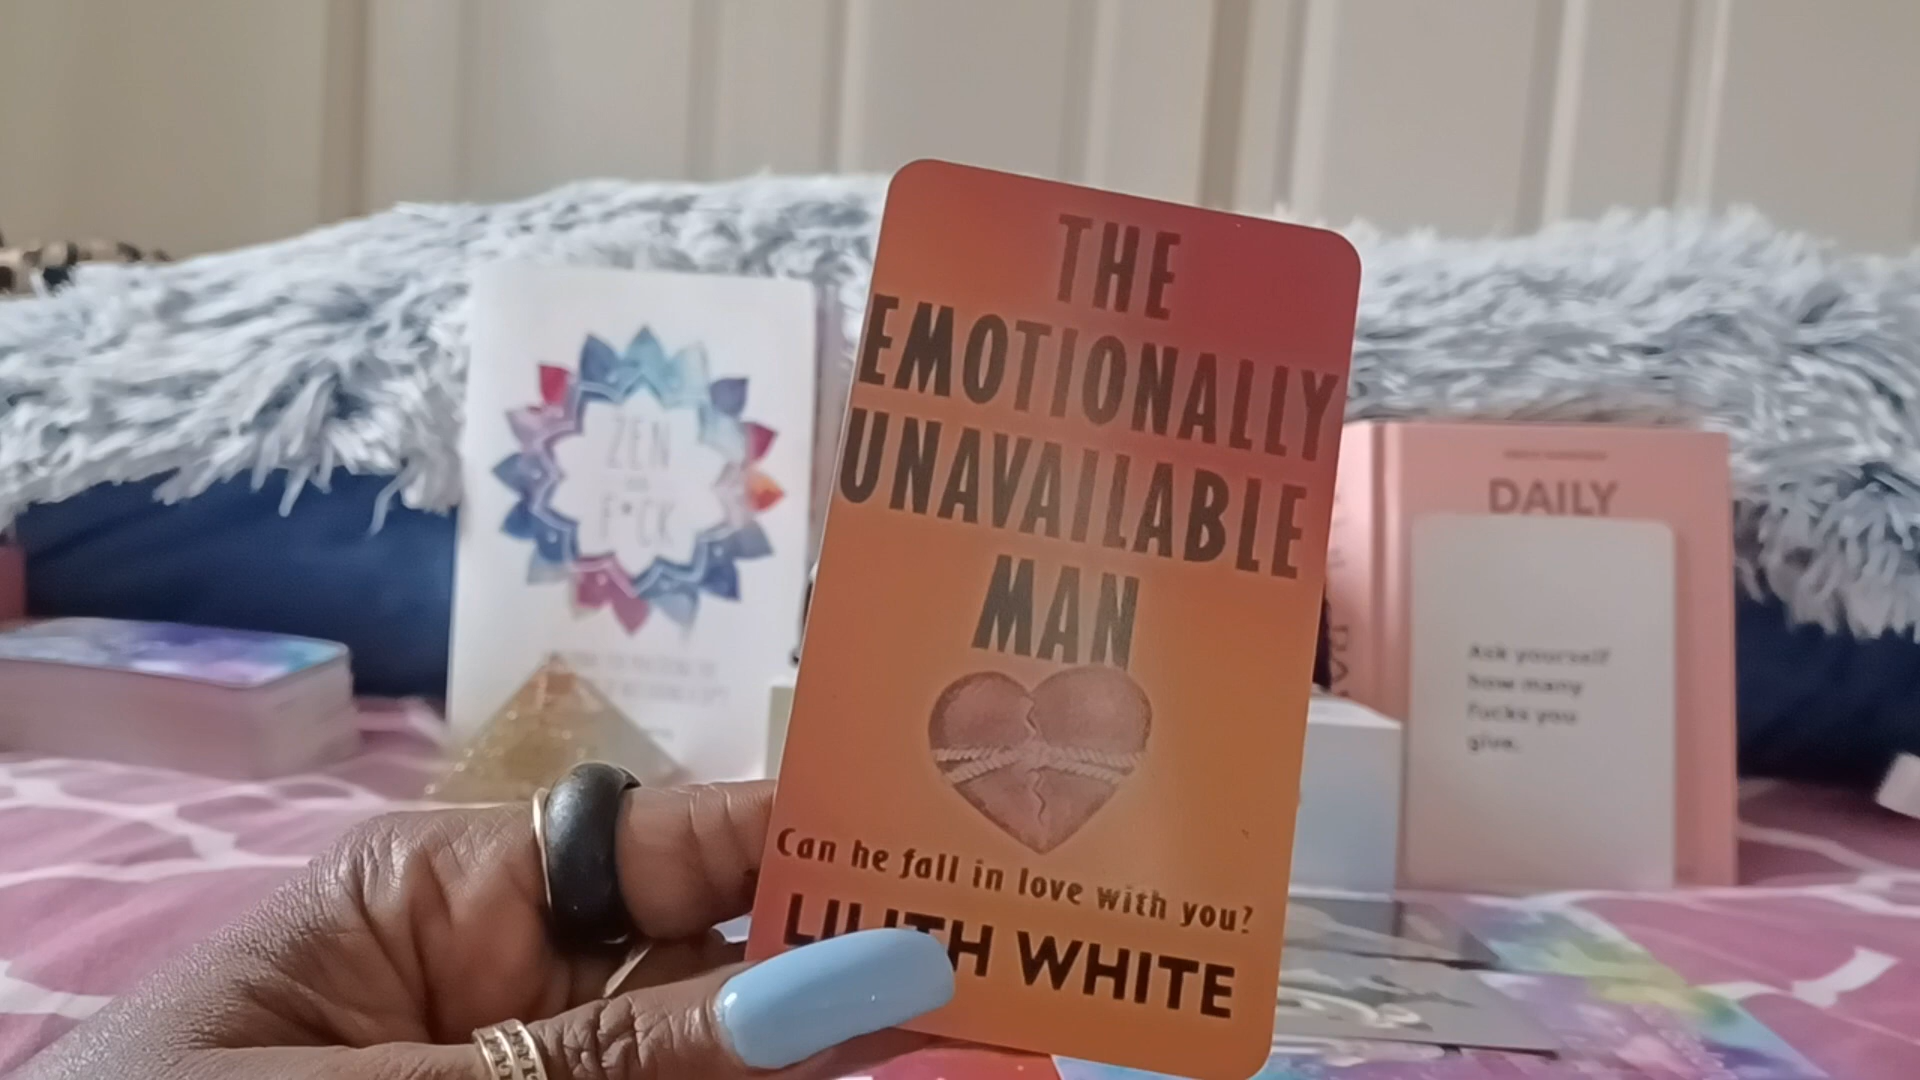 THE
EMOTIONALLY
UNAVAILABLE
MAN
Can he fall in love with you?
LILITH WHITE
ZEN
F*CK
DAILY
Ask yourself
how many
fucks you
give.